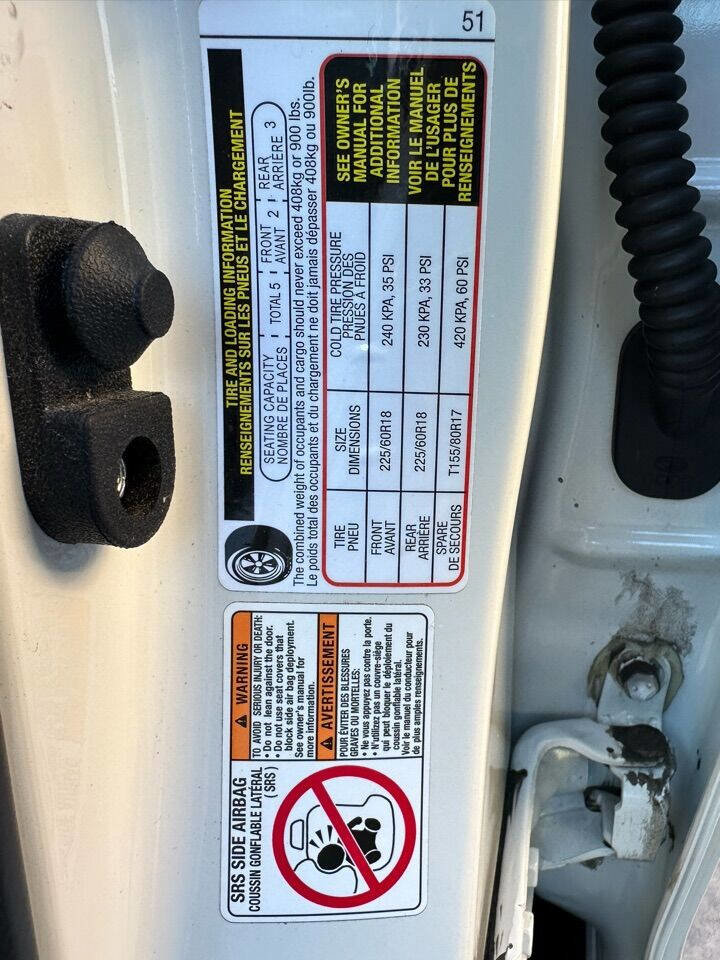 51
TIRE AND LOADING INFORMATION
RENSEIGNEMENTS SUR LES PNEUS ET LE CHARGEMENT
SEATING CAPACITY
NOMBRE DE PLACES
TOTAL 5
FRONT
AVANT 2
REAR
ARRIÈRE 3
The combined weight of occupants and cargo should never exceed 408kg or 900 lbs.
Le poids total des occupants et du chargement ne doit jamais dépasser 408kg ou 900lb.
TIRE
PNEU
SIZE
DIMENSIONS
COLD TIRE PRESSURE
PRESSION DES
PNUES À FROID
FRONT
AVANT
225/60R18
240 KPA, 35 PSI
REAR
ARRIÈRE
225/60R18
230 KPA, 33 PSI
SPARE
DE SECOURS
T155/80R17
420 KPA, 60 PSI
SEE OWNER'S
MANUAL FOR
ADDITIONAL
INFORMATION
VOIR LE MANUEL
DE L'USAGER
POUR PLUS DE
RENSEIGNEMENTS
SRS SIDE AIRBAG
COUSSIN GONFLABLE LATÉRAL
(SRS)
WARNING
TO AVOID SERIOUS INJURY OR DEATH:
• Do not lean against the door.
• Do not use seat covers that
block side air bag deployment.
See owner's manual for
more information.
AVERTISSEMENT
POUR ÉVITER DES BLESSURES
GRAVES OU MORTELLES:
• Ne vous appuyez pas contre la porte.
• N'utilizez pas un couvre-siège
qui peut bloquer le déploiement du
coussin gonflable latéral.
Voir le manuel du conducteur pour
de plus amples renseignements.